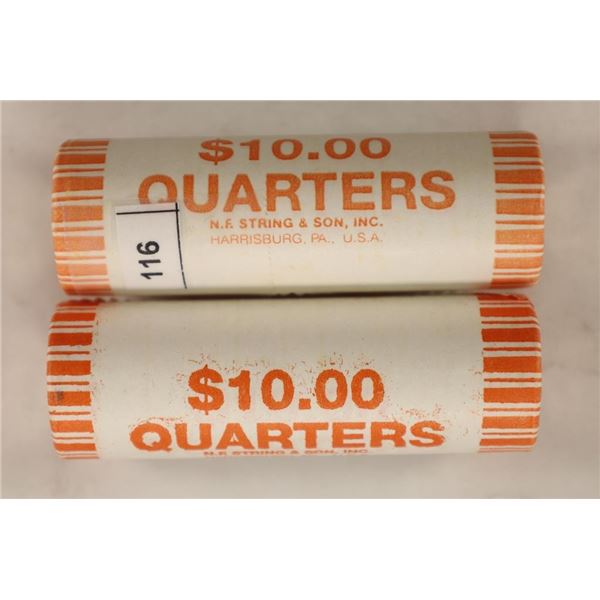 $10.00
QUARTERS
N.F. STRING & SON, INC.
HARRISBURG, PA., U.S.A.
116
$10.00
QUARTERS
N.F. STRING & SON, INC.